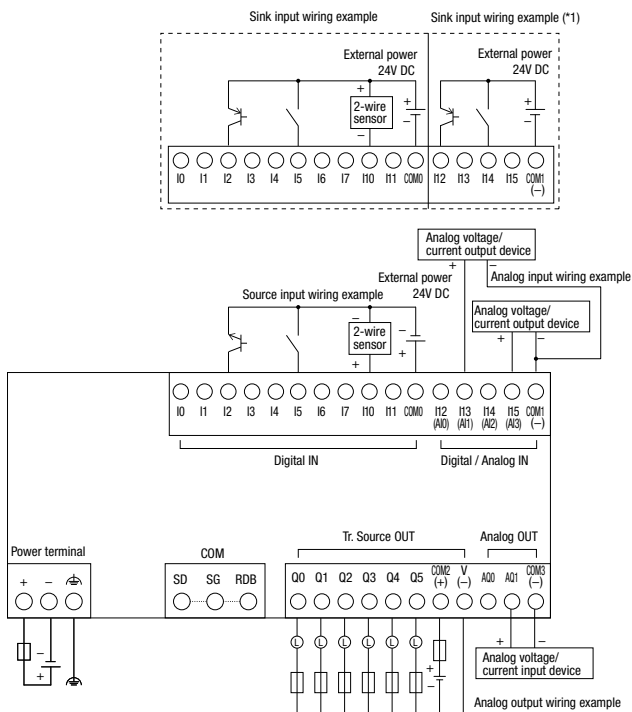 Sink input wiring example
Sink input wiring example (*1)
External power
24V DC
External power
24V DC
+
2-wire
sensor
−
+
−
+
−
I0 I1 I2 I3 I4 I5 I6 I7 I10 I11 COM0 I12 I13 I14 I15 COM1
(−)
Analog voltage/
current output device
+ −
Analog input wiring example
External power
24V DC
Source input wiring example
Analog voltage/
current output device
+ −
−
2-wire
sensor
+
−
+
I0 I1 I2 I3 I4 I5 I6 I7 I10 I11 COM0 I12 I13 I14 I15 COM1
(AI0) (AI1) (AI2) (AI3) (−)
Digital IN
Digital / Analog IN
Tr. Source OUT
Analog OUT
Power terminal
COM
+ −
SD SG RDB
Q0 Q1 Q2 Q3 Q4 Q5 COM2 V AQ0 AQ1 COM3
(+) (−) (−)
L L L L L L
−
+
+
−
+ −
Analog voltage/
current input device
Analog output wiring example